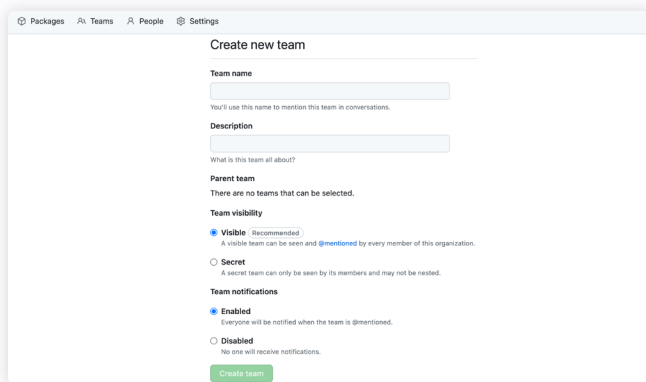 Packages Teams People Settings
Create new team
Team name
You'll use this name to mention this team in conversations.
Description
What is this team all about?
Parent team
There are no teams that can be selected.
Team visibility
Visible Recommended
A visible team can be seen and @mentioned by every member of this organization.
Secret
A secret team can only be seen by its members and may not be nested.
Team notifications
Enabled
Everyone will be notified when the team is @mentioned.
Disabled
No one will receive notifications.
Create team